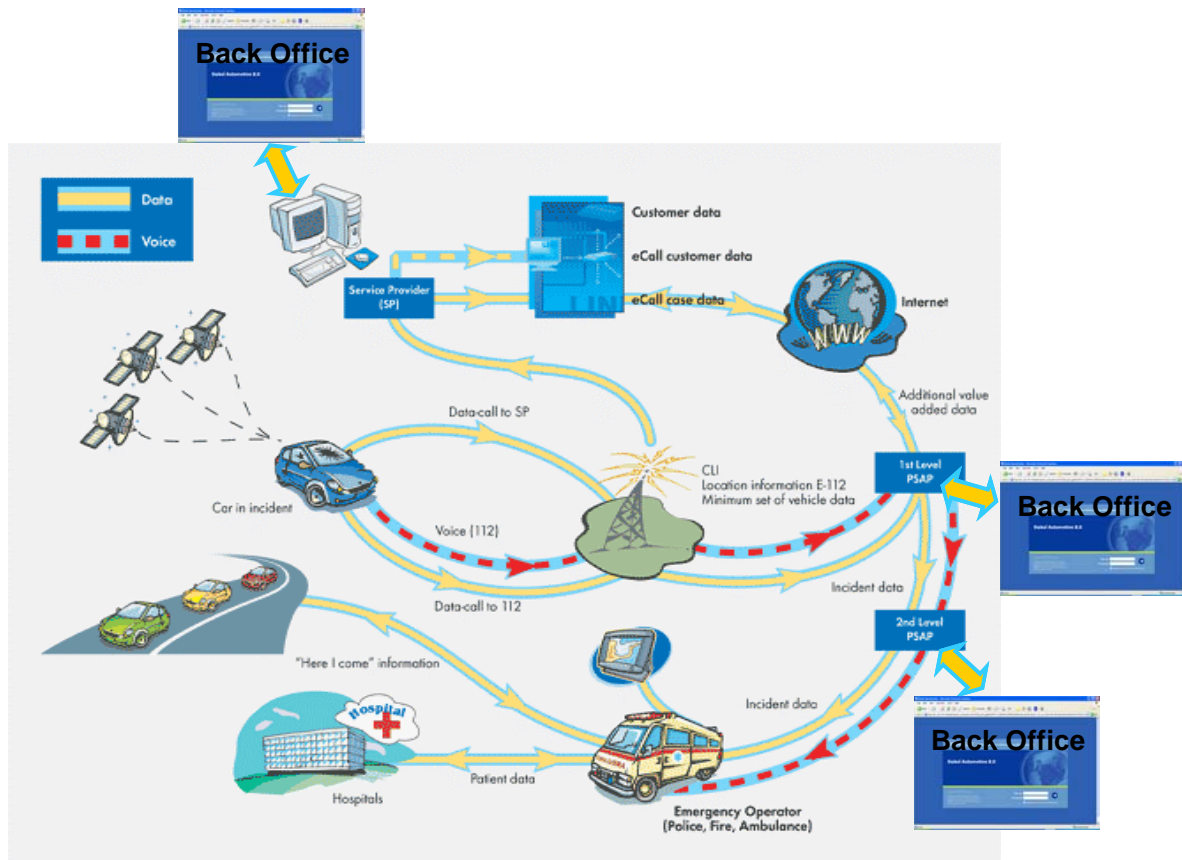 Back Office
Data
Voice
Service Provider
(SP)
Customer data
eCall customer data
eCall case data
LIN
Internet
WWW
Additional value
added data
Data-call to SP
CLI
Location information E-112
Minimum set of vehicle data
1st Level
PSAP
Back Office
Car in incident
Voice (112)
Data-call to 112
Incident data
2nd Level
PSAP
"Here I come" information
Incident data
Back Office
Hospital
Patient data
Hospitals
Emergency Operator
(Police, Fire, Ambulance)